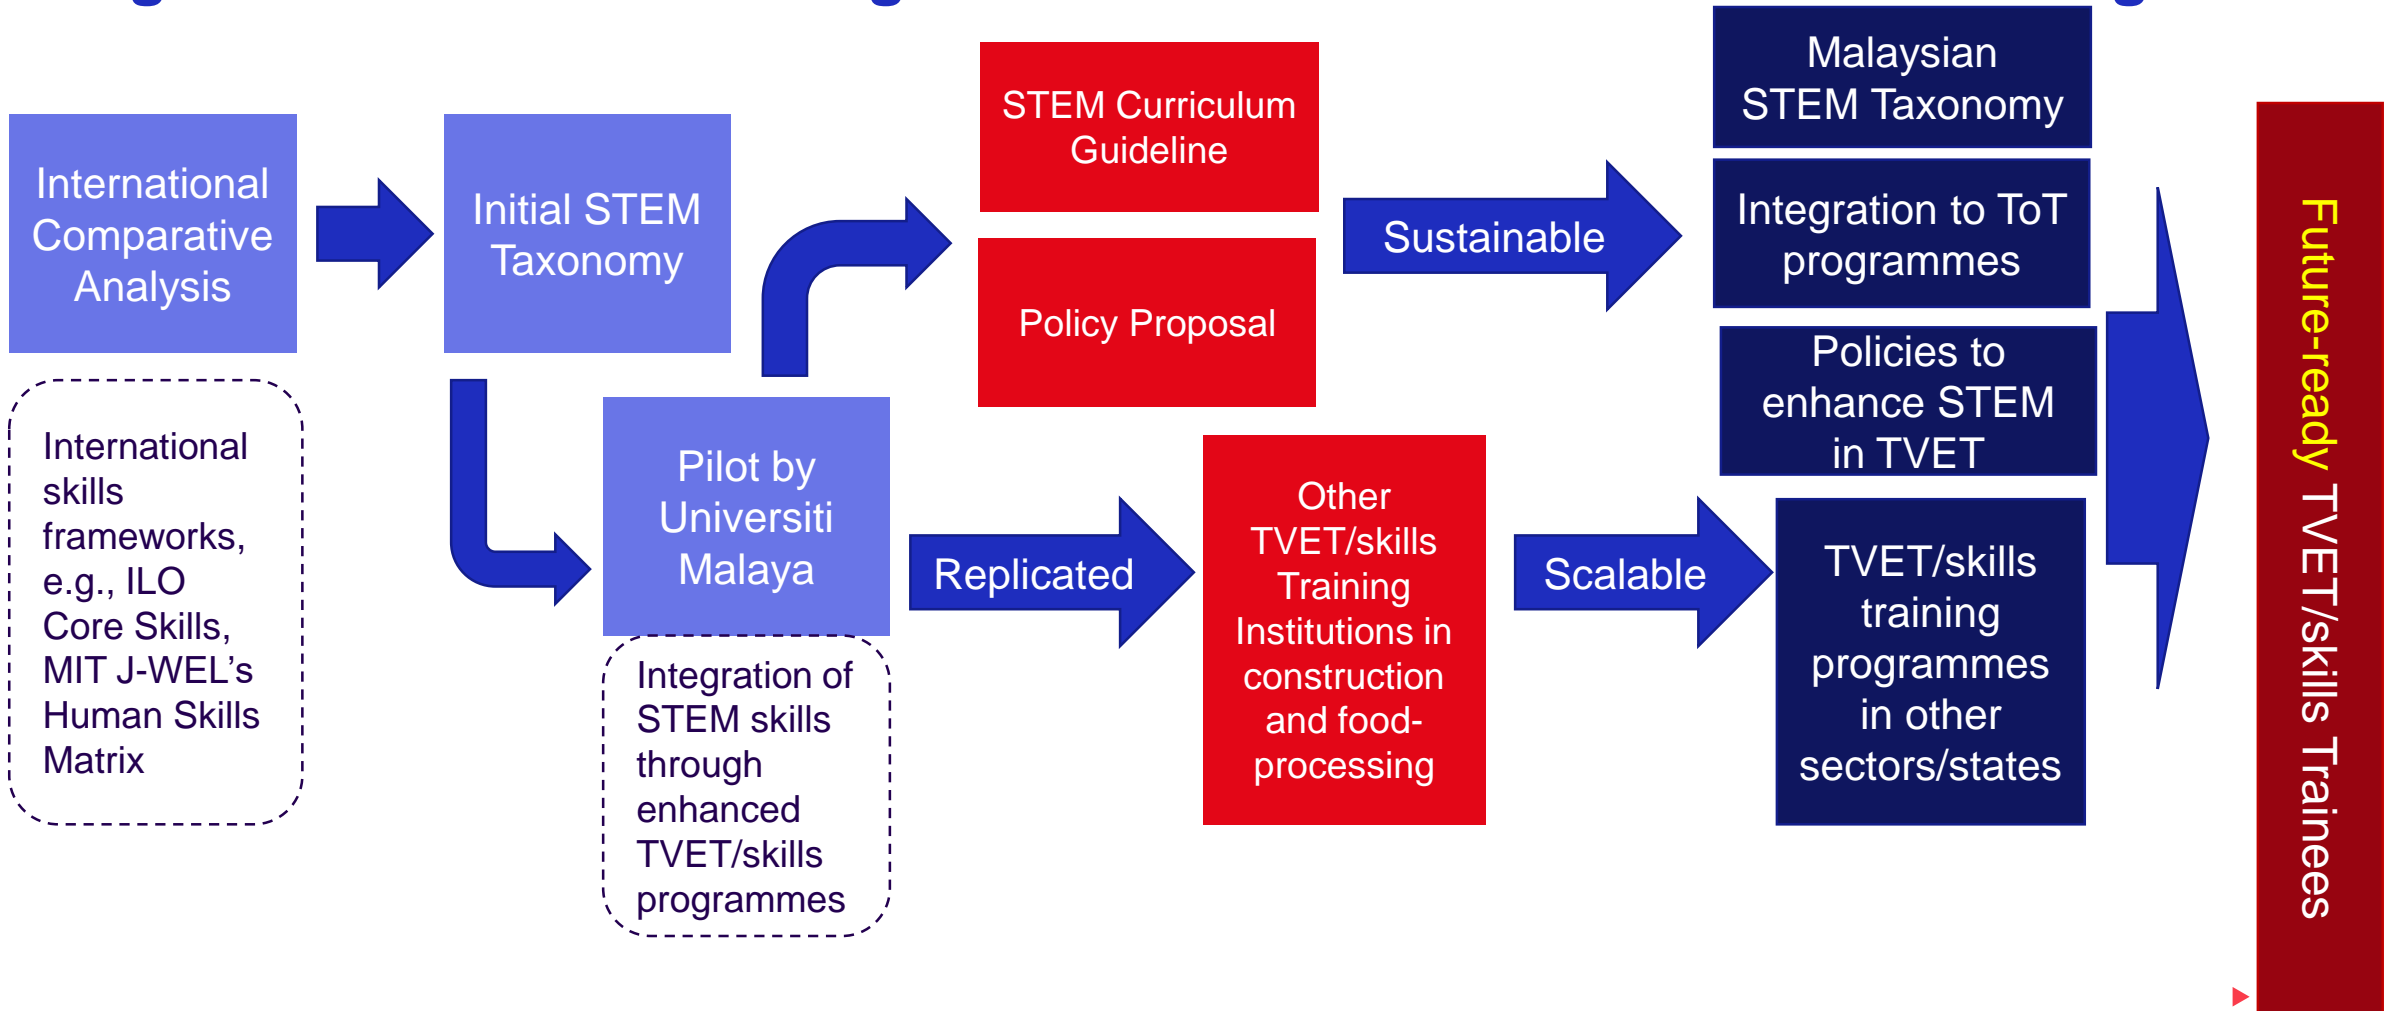 International
Comparative
Analysis
International
skills
frameworks,
e.g., ILO
Core Skills,
MIT J-WEL's
Human Skills
Matrix
Initial STEM
Taxonomy
Pilot by
Universiti
Malaya
Integration of
STEM skills
through
enhanced
TVET/skills
programmes
STEM Curriculum
Guideline
Policy Proposal
Replicated
Other
TVET/skills
Training
Institutions in
construction
and food-
processing
Sustainable
Scalable
Malaysian
STEM Taxonomy
Integration to ToT
programmes
Policies to
enhance STEM
in TVET
TVET/skills
training
programmes
in other
sectors/states
Future-ready TVET/skills Trainees